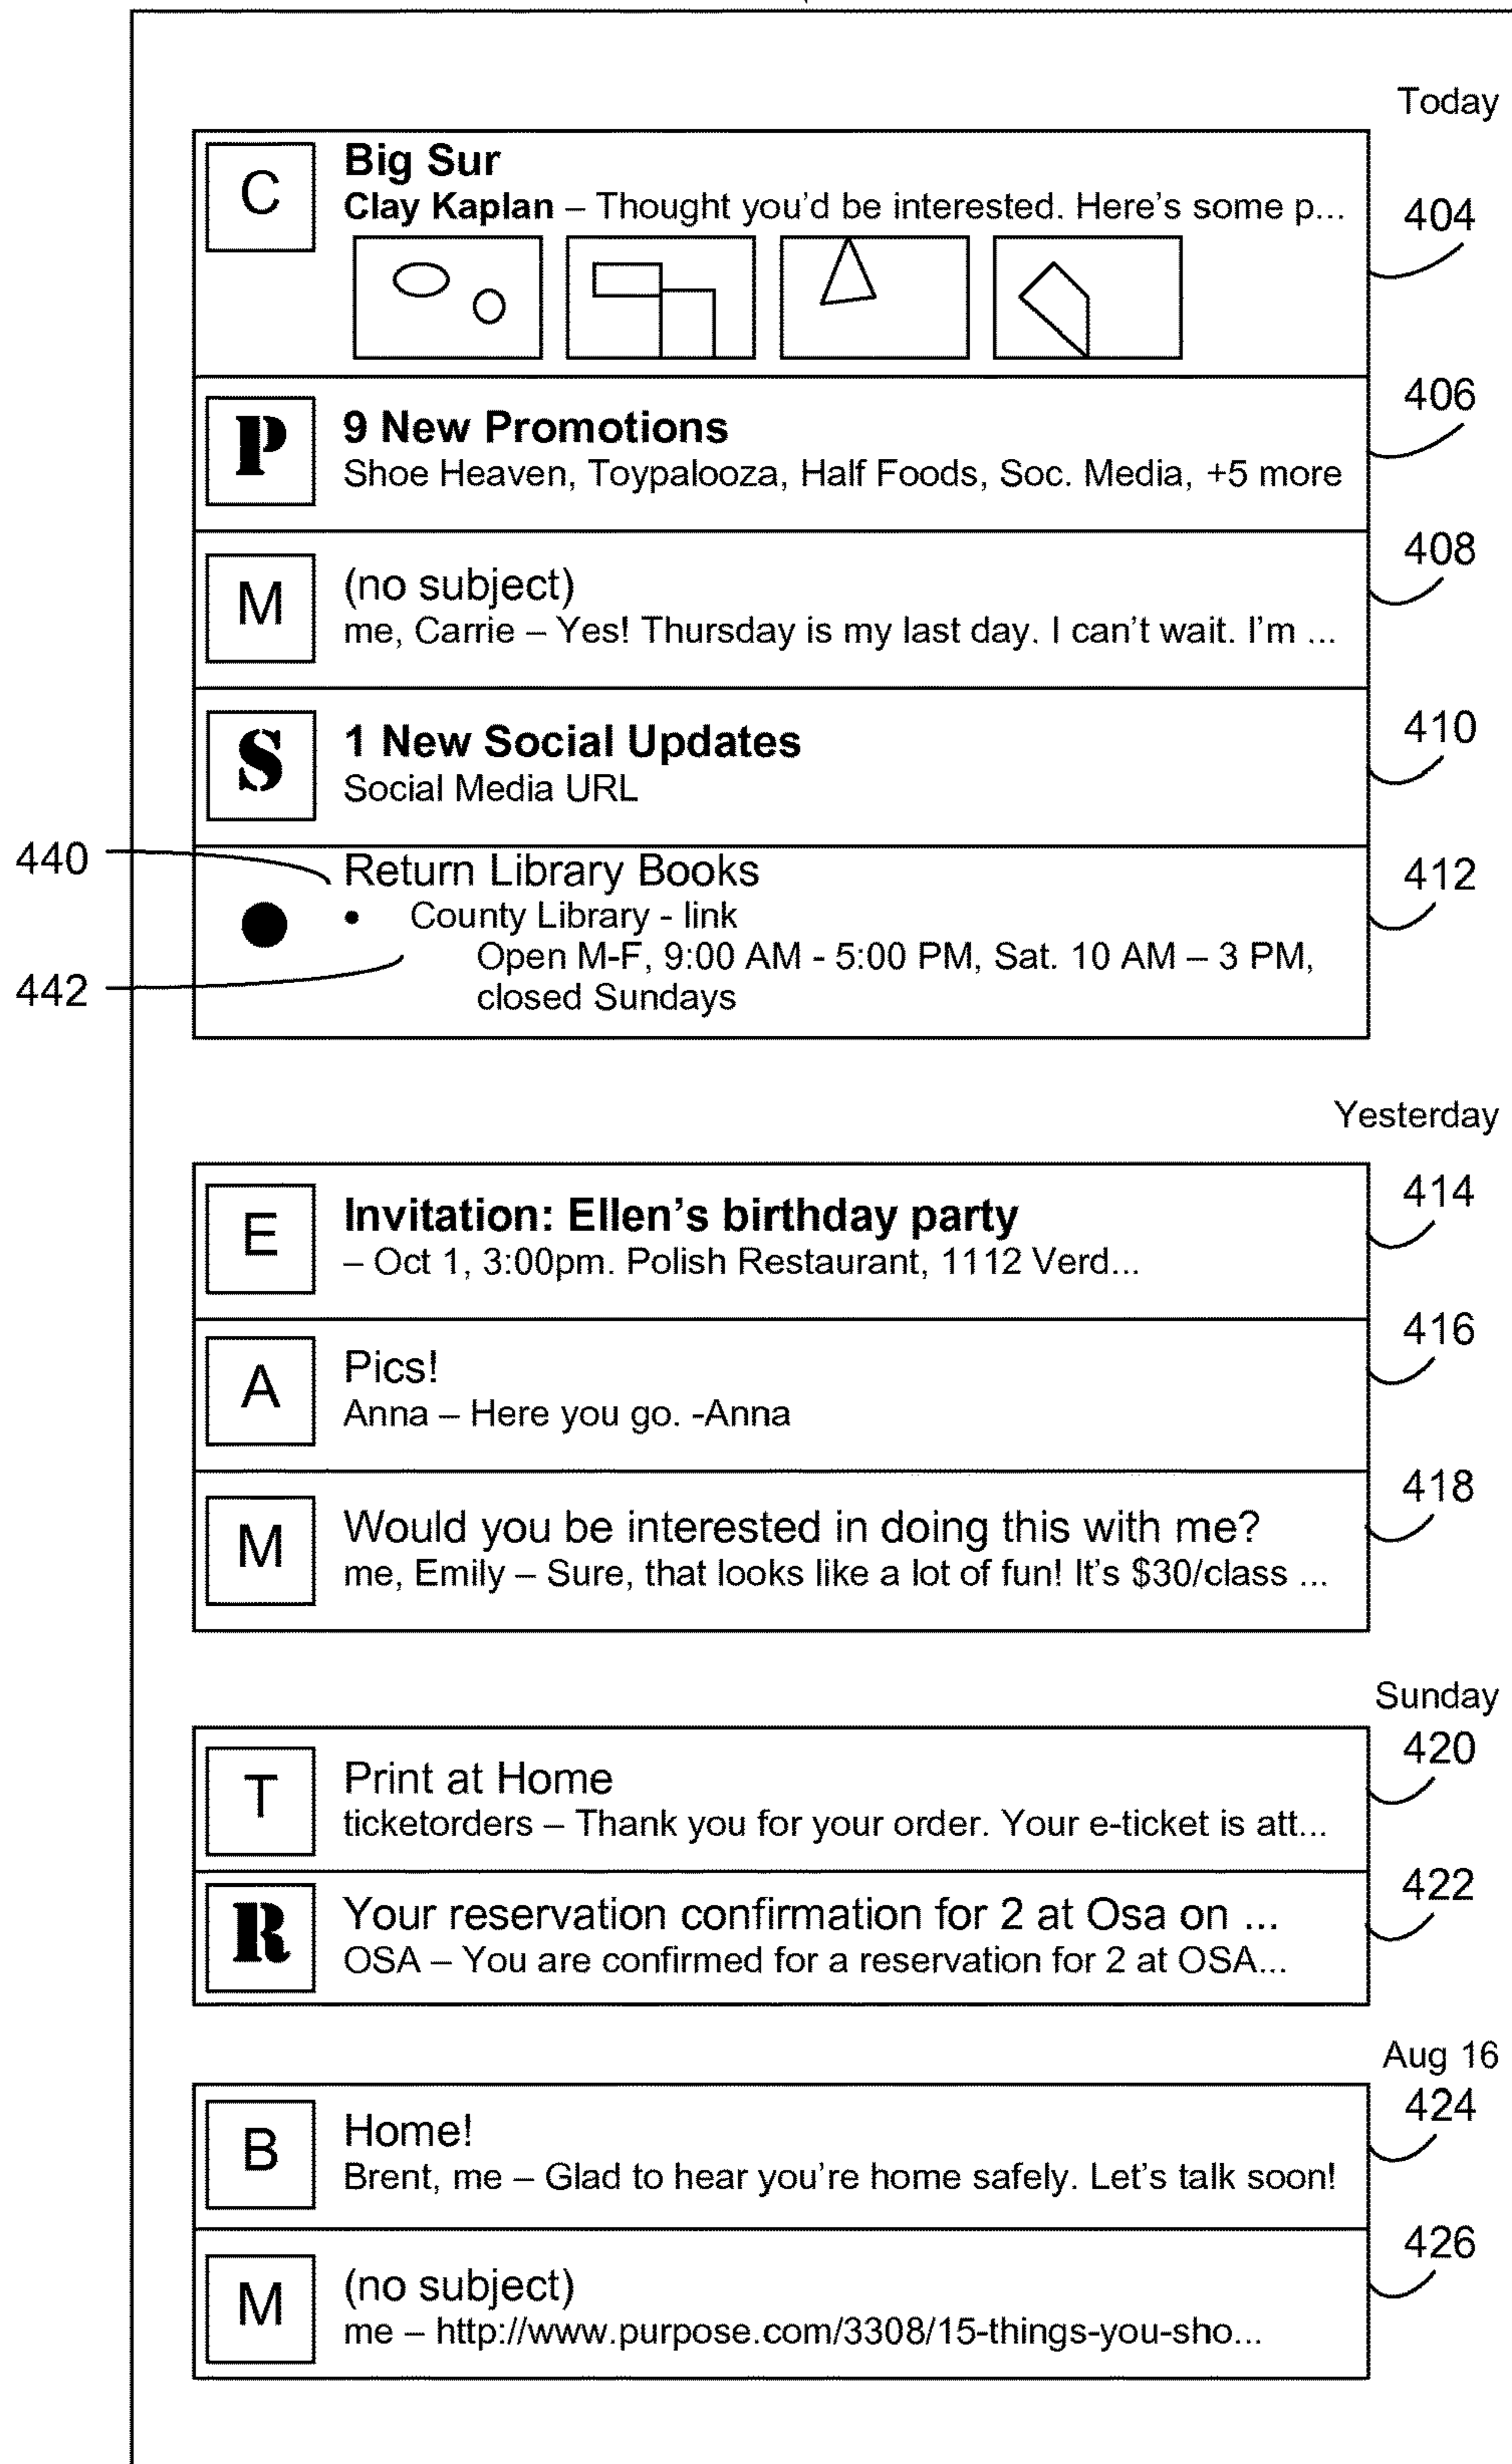 Today
C
Big Sur
Clay Kaplan – Thought you'd be interested. Here's some p...
404
P
9 New Promotions
Shoe Heaven, Toypalooza, Half Foods, Soc. Media, +5 more
406
M
(no subject)
me, Carrie – Yes! Thursday is my last day. I can't wait. I'm ...
408
S
1 New Social Updates
Social Media URL
410
440
Return Library Books
• County Library - link
Open M-F, 9:00 AM - 5:00 PM, Sat. 10 AM – 3 PM,
closed Sundays
412
442
Yesterday
E
Invitation: Ellen's birthday party
– Oct 1, 3:00pm. Polish Restaurant, 1112 Verd...
414
A
Pics!
Anna – Here you go. -Anna
416
M
Would you be interested in doing this with me?
me, Emily – Sure, that looks like a lot of fun! It's $30/class ...
418
Sunday
T
Print at Home
ticketorders – Thank you for your order. Your e-ticket is att...
420
R
Your reservation confirmation for 2 at Osa on ...
OSA – You are confirmed for a reservation for 2 at OSA...
422
Aug 16
B
Home!
Brent, me – Glad to hear you're home safely. Let's talk soon!
424
M
(no subject)
me – http://www.purpose.com/3308/15-things-you-sho...
426